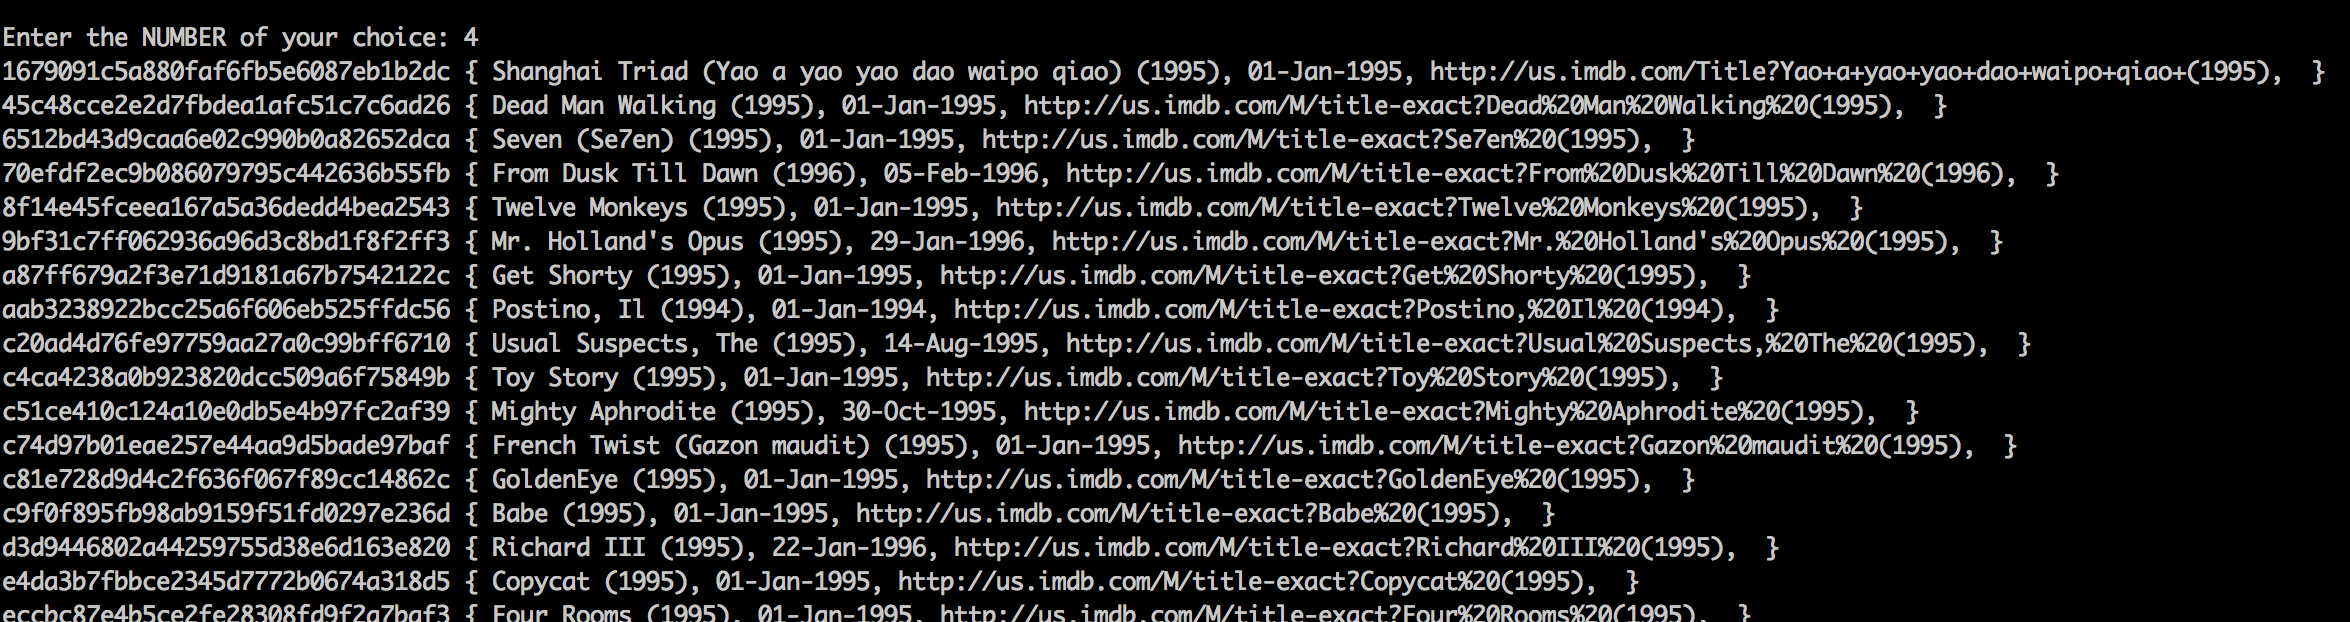 Enter the NUMBER of your choice: 4
1679091c5a880faf6fb5e6087eb1b2dc { Shanghai Triad (Yao a yao yao dao waipo qiao) (1995), 01-Jan-1995, http://us.imdb.com/Title?Yao+a+yao+yao+dao+waipo+qiao+(1995),  }
45c48cce2e2d7fbdea1afc51c7c6ad26 { Dead Man Walking (1995), 01-Jan-1995, http://us.imdb.com/M/title-exact?Dead%20Man%20Walking%20(1995),  }
6512bd43d9caa6e02c990b0a82652dca { Seven (Se7en) (1995), 01-Jan-1995, http://us.imdb.com/M/title-exact?Se7en%20(1995),  }
70efdf2ec9b086079795c442636b55fb { From Dusk Till Dawn (1996), 05-Feb-1996, http://us.imdb.com/M/title-exact?From%20Dusk%20Till%20Dawn%20(1996),  }
8f14e45fceea167a5a36dedd4bea2543 { Twelve Monkeys (1995), 01-Jan-1995, http://us.imdb.com/M/title-exact?Twelve%20Monkeys%20(1995),  }
9bf31c7ff062936a96d3c8bd1f8f2ff3 { Mr. Holland's Opus (1995), 29-Jan-1996, http://us.imdb.com/M/title-exact?Mr.%20Holland's%20Opus%20(1995),  }
a87ff679a2f3e71d9181a67b7542122c { Get Shorty (1995), 01-Jan-1995, http://us.imdb.com/M/title-exact?Get%20Shorty%20(1995),  }
aab3238922bcc25a6f606eb525ffdc56 { Postino, Il (1994), 01-Jan-1994, http://us.imdb.com/M/title-exact?Postino,%20Il%20(1994),  }
c20ad4d76fe97759aa27a0c99bff6710 { Usual Suspects, The (1995), 14-Aug-1995, http://us.imdb.com/M/title-exact?Usual%20Suspects,%20The%20(1995),  }
c4ca4238a0b923820dcc509a6f75849b { Toy Story (1995), 01-Jan-1995, http://us.imdb.com/M/title-exact?Toy%20Story%20(1995),  }
c51ce410c124a10e0db5e4b97fc2af39 { Mighty Aphrodite (1995), 30-Oct-1995, http://us.imdb.com/M/title-exact?Mighty%20Aphrodite%20(1995),  }
c74d97b01eae257e44aa9d5bade97baf { French Twist (Gazon maudit) (1995), 01-Jan-1995, http://us.imdb.com/M/title-exact?Gazon%20maudit%20(1995),  }
c81e728d9d4c2f636f067f89cc14862c { GoldenEye (1995), 01-Jan-1995, http://us.imdb.com/M/title-exact?GoldenEye%20(1995),  }
c9f0f895fb98ab9159f51fd0297e236d { Babe (1995), 01-Jan-1995, http://us.imdb.com/M/title-exact?Babe%20(1995),  }
d3d9446802a44259755d38e6d163e820 { Richard III (1995), 22-Jan-1996, http://us.imdb.com/M/title-exact?Richard%20III%20(1995),  }
e4da3b7fbbce2345d7772b0674a318d5 { Copycat (1995), 01-Jan-1995, http://us.imdb.com/M/title-exact?Copycat%20(1995),  }
eccbc87e4b5ce2fe28308fd9f2a7baf3 { Four Rooms (1995), 01-Jan-1995, http://us.imdb.com/M/title-exact?Four%20Rooms%20(1995),  }